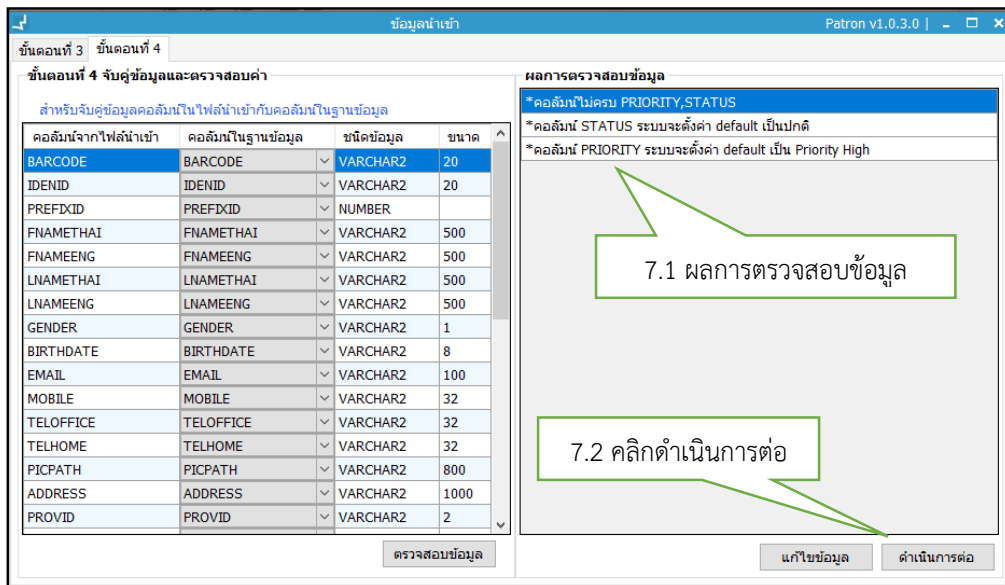 ข้อมูลนำเข้า
Patron v1.0.3.0 |
ขั้นตอนที่ 3 ขั้นตอนที่ 4
ขั้นตอนที่ 4 จับคู่ข้อมูลและตรวจสอบค่า
สำหรับจับคู่ข้อมูลคอลัมน์ในไฟล์นำเข้ากับคอลัมน์ในฐานข้อมูล
คอลัมน์จากไฟล์นำเข้า คอลัมน์ในฐานข้อมูล ชนิดข้อมูล ขนาด
BARCODE BARCODE VARCHAR2 20
IDENID IDENID VARCHAR2 20
PREFIXID PREFIXID NUMBER
FNAMETHAI FNAMETHAI VARCHAR2 500
FNAMEENG FNAMEENG VARCHAR2 500
LNAMETHAI LNAMETHAI VARCHAR2 500
LNAMEENG LNAMEENG VARCHAR2 500
GENDER GENDER VARCHAR2 1
BIRTHDATE BIRTHDATE VARCHAR2 8
EMAIL EMAIL VARCHAR2 100
MOBILE MOBILE VARCHAR2 32
TELOFFICE TELOFFICE VARCHAR2 32
TELHOME TELHOME VARCHAR2 32
PICPATH PICPATH VARCHAR2 800
ADDRESS ADDRESS VARCHAR2 1000
PROVID PROVID VARCHAR2 2
ตรวจสอบข้อมูล
ผลการตรวจสอบข้อมูล
*คอลัมน์ไม่ครบ PRIORITY,STATUS
*คอลัมน์ STATUS ระบบจะตั้งค่า default เป็นปกติ
*คอลัมน์ PRIORITY ระบบจะตั้งค่า default เป็น Priority High
7.1 ผลการตรวจสอบข้อมูล
7.2 คลิกดำเนินการต่อ
แก้ไขข้อมูล ดำเนินการต่อ